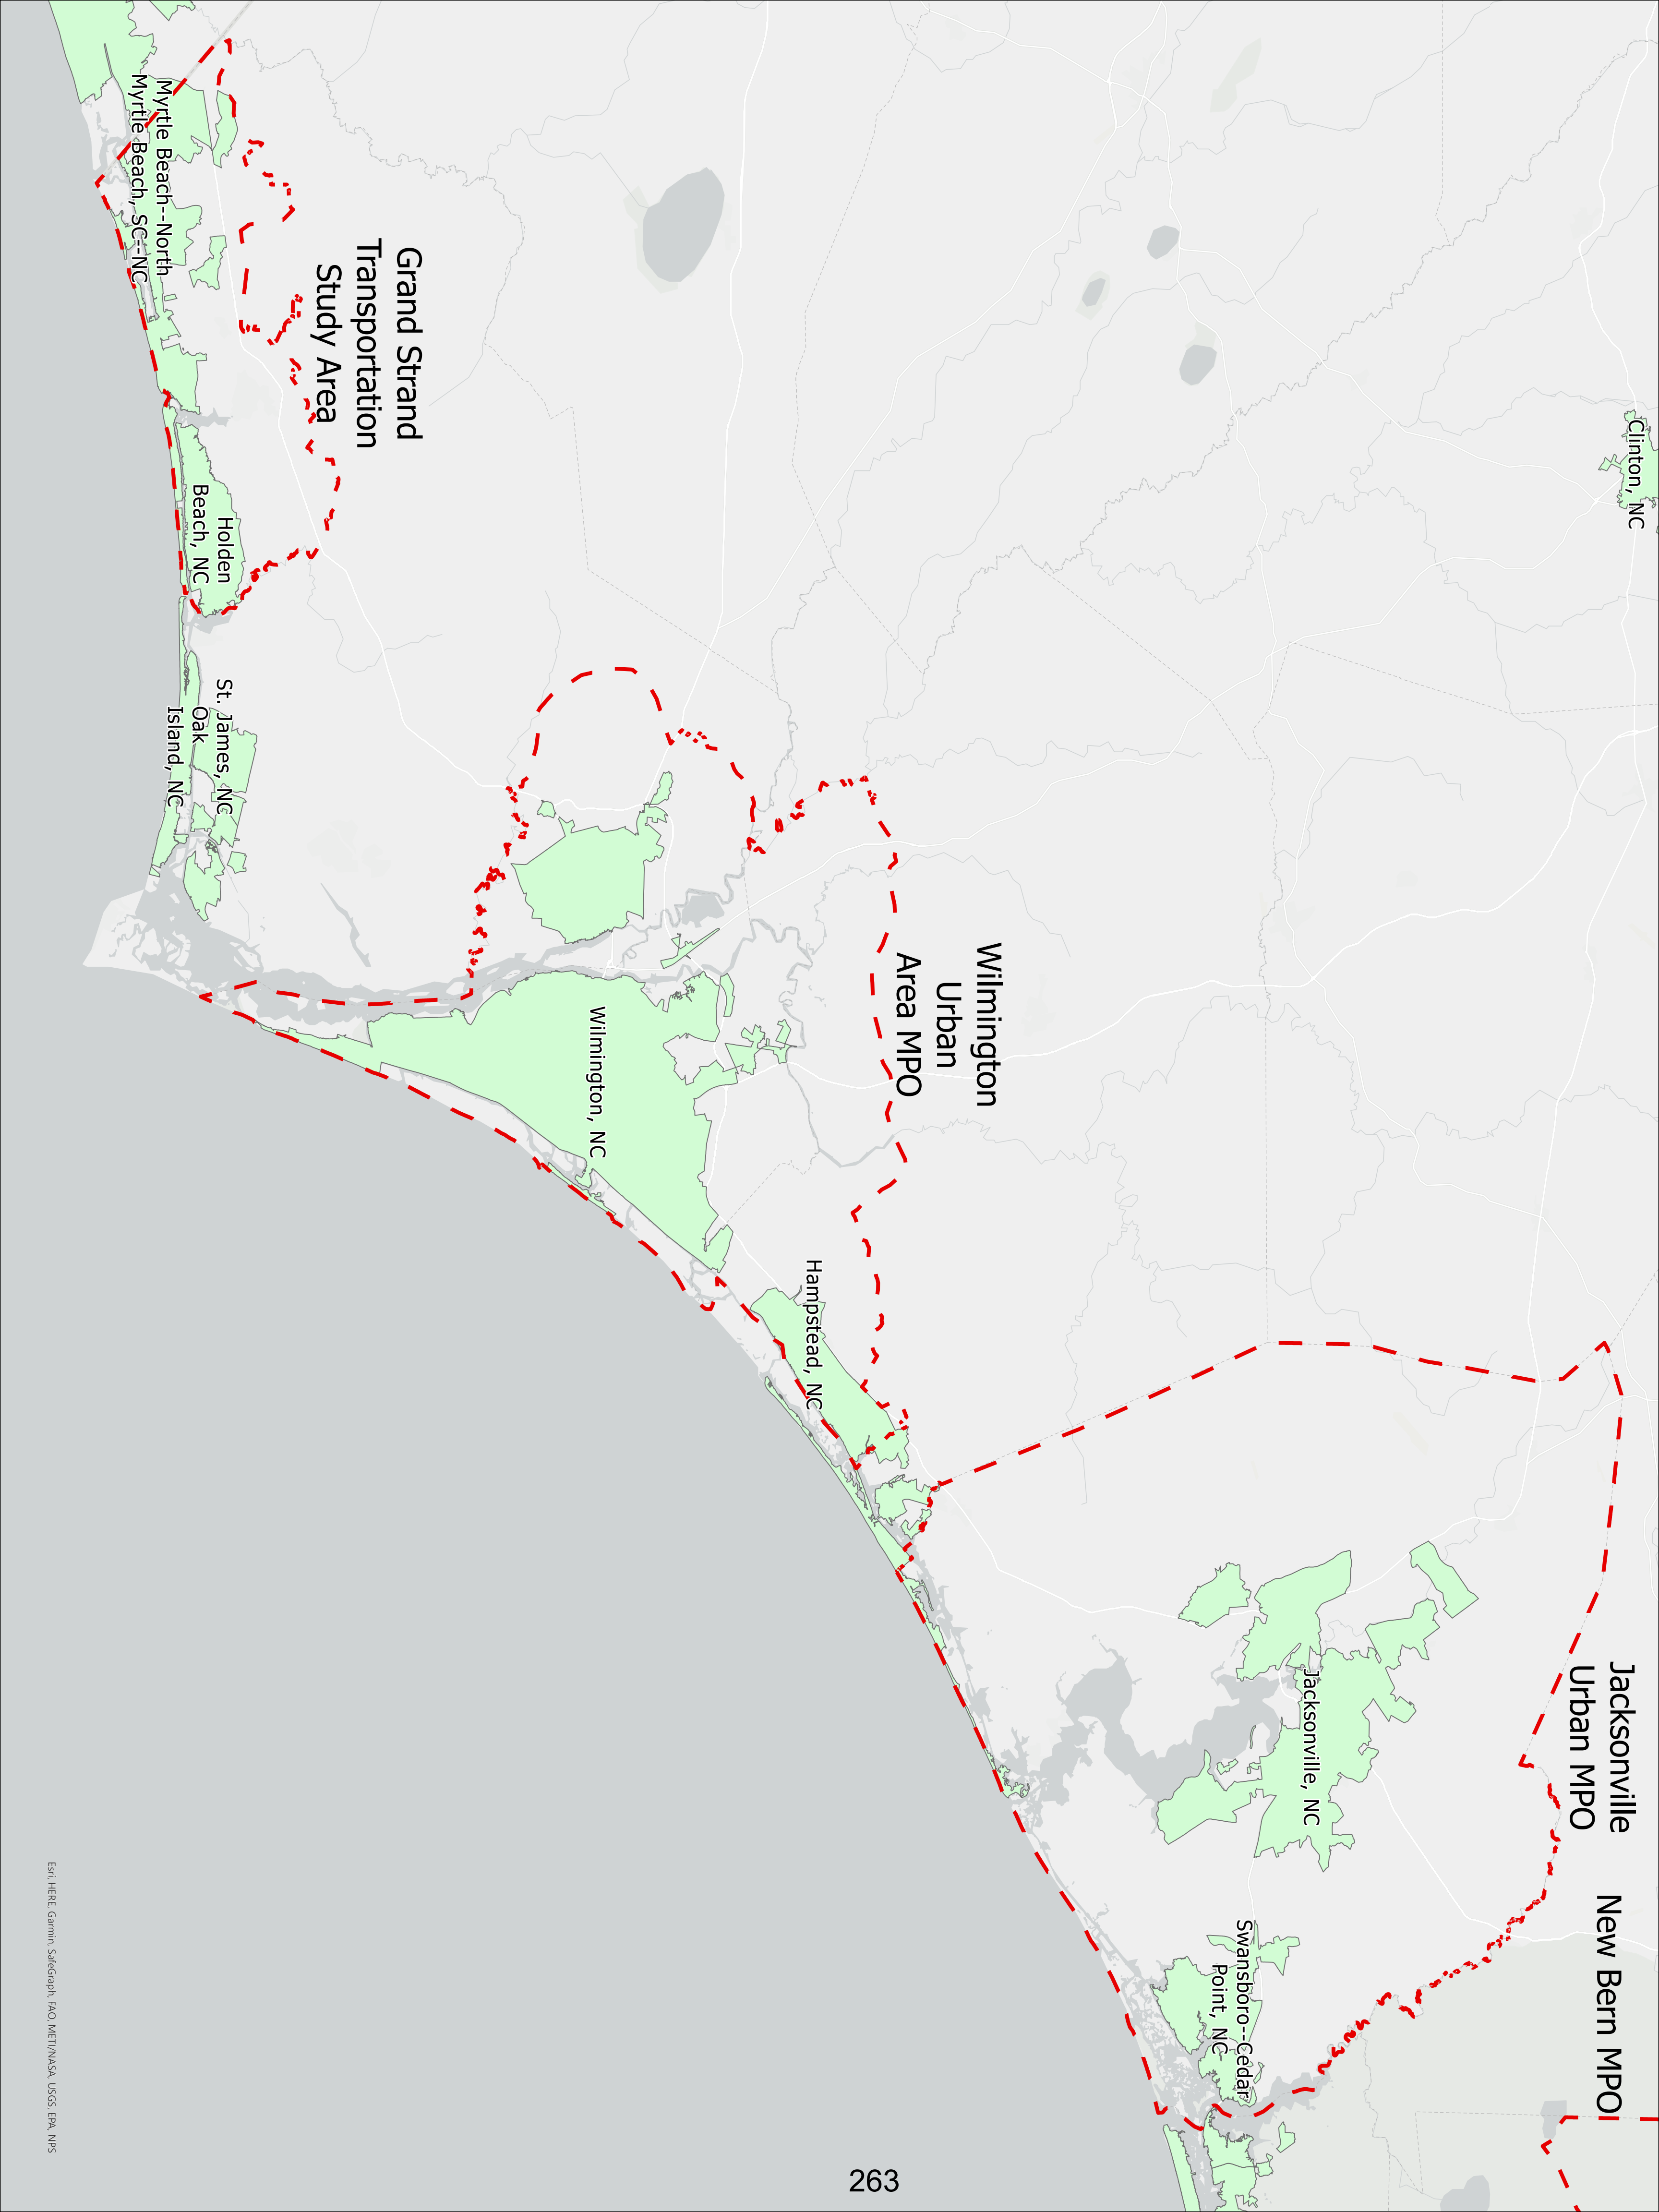 Clinton, NC
Jacksonville
Urban MPO
New Bern MPO
Jacksonville, NC
Swansboro--Cedar
Point, NC
Wilmington
Urban
Area MPO
Hampstead, NC
Wilmington, NC
Grand Strand
Transportation
Study Area
Myrtle Beach--North
Myrtle Beach, SC--NC
Holden
Beach, NC
St. James, NC
Oak
Island, NC
Esri, HERE, Garmin, SafeGraph, FAO, METI/NASA, USGS, EPA, NPS
263